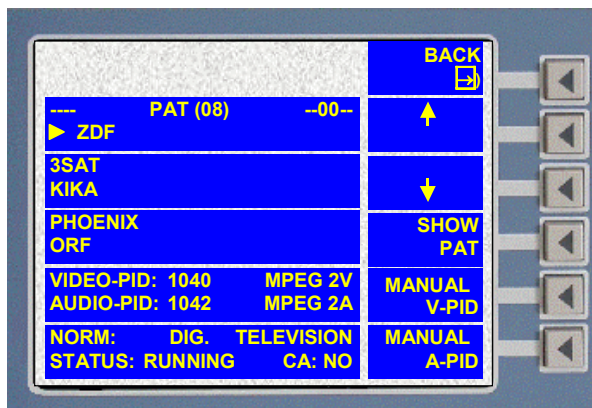 BACK
---- PAT (08) --00--
ZDF
3SAT
KIKA
PHOENIX
ORF
SHOW
PAT
VIDEO-PID: 1040 MPEG 2V
AUDIO-PID: 1042 MPEG 2A
MANUAL
V-PID
NORM: DIG. TELEVISION
STATUS: RUNNING CA: NO
MANUAL
A-PID